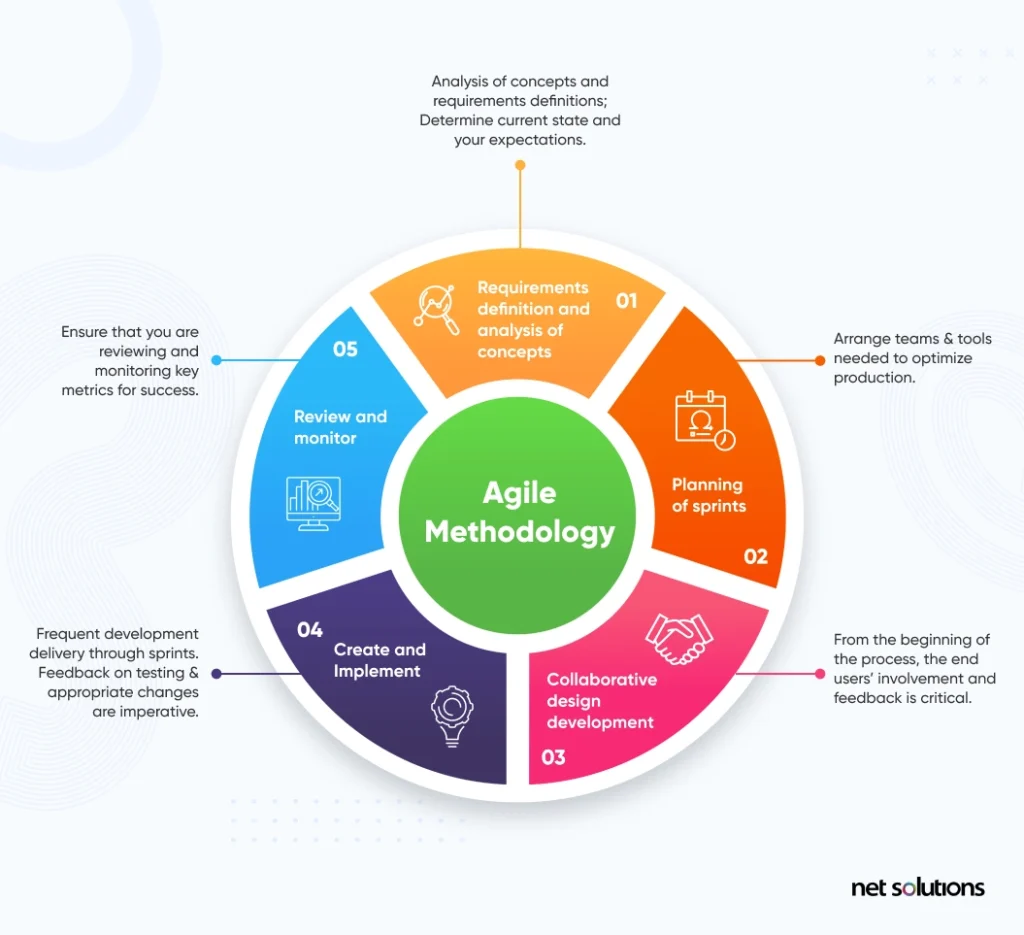 Analysis of concepts and
requirements definitions;
Determine current state and
your expectations.
Requirements
definition and
analysis of
concepts
01
Arrange teams & tools
needed to optimize
production.
Planning
of sprints
02
From the beginning of
the process, the end
users’ involvement and
feedback is critical.
Collaborative
design
development
03
Frequent development
delivery through sprints.
Feedback on testing &
appropriate changes
are imperative.
04
Create and
Implement
Ensure that you are
reviewing and
monitoring key
metrics for success.
05
Review and
monitor
Agile
Methodology
net solutions